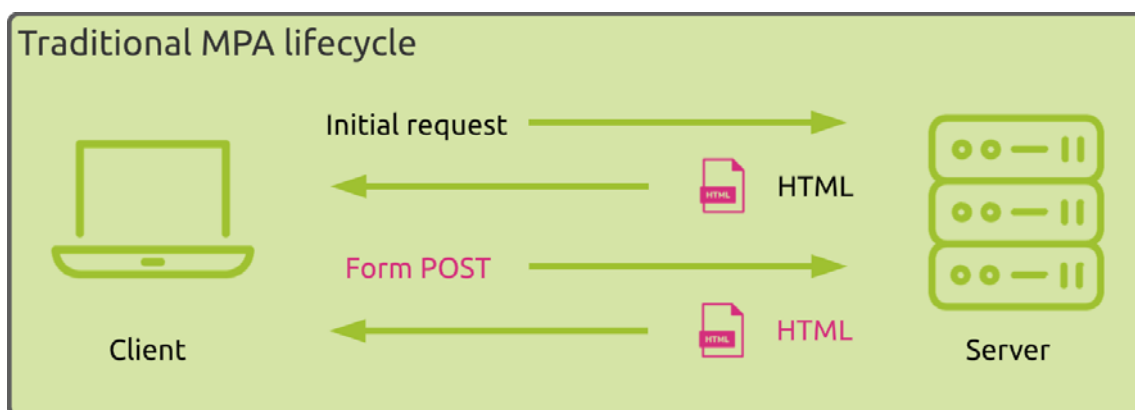 Traditional MPA lifecycle
Initial request
HTML
HTML
Form POST
HTML
HTML
Client
Server